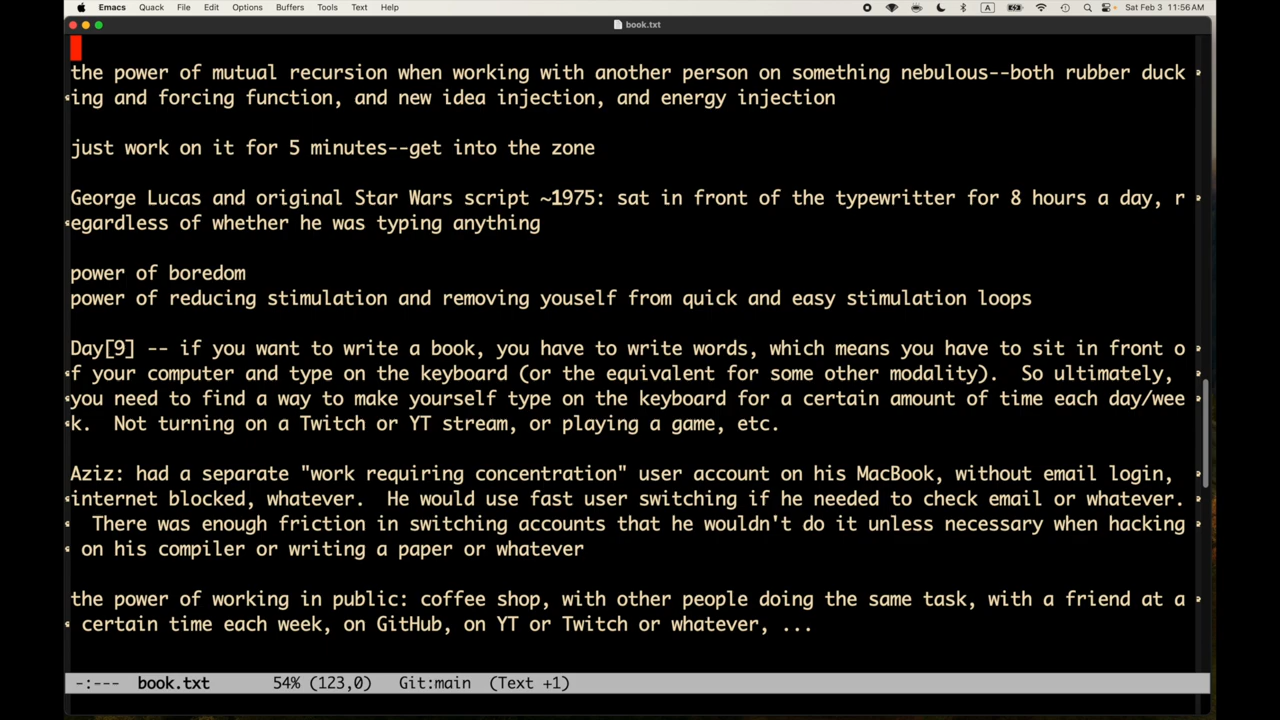 Emacs Quack File Edit Options Buffers Tools Text Help A Sat Feb 3 11:56 AM
book.txt
the power of mutual recursion when working with another person on something nebulous--both rubber duck
ing and forcing function, and new idea injection, and energy injection
just work on it for 5 minutes--get into the zone
George Lucas and original Star Wars script ~1975: sat in front of the typewritter for 8 hours a day, r
egardless of whether he was typing anything
power of boredom
power of reducing stimulation and removing youself from quick and easy stimulation loops
Day[9] -- if you want to write a book, you have to write words, which means you have to sit in front o
f your computer and type on the keyboard (or the equivalent for some other modality).  So ultimately,
you need to find a way to make yourself type on the keyboard for a certain amount of time each day/wee
k.  Not turning on a Twitch or YT stream, or playing a game, etc.
Aziz: had a separate "work requiring concentration" user account on his MacBook, without email login,
internet blocked, whatever.  He would use fast user switching if he needed to check email or whatever.
There was enough friction in switching accounts that he wouldn't do it unless necessary when hacking
on his compiler or writing a paper or whatever
the power of working in public: coffee shop, with other people doing the same task, with a friend at a
certain time each week, on GitHub, on YT or Twitch or whatever, ...
-:--- book.txt 54% (123,0) Git:main (Text +1)